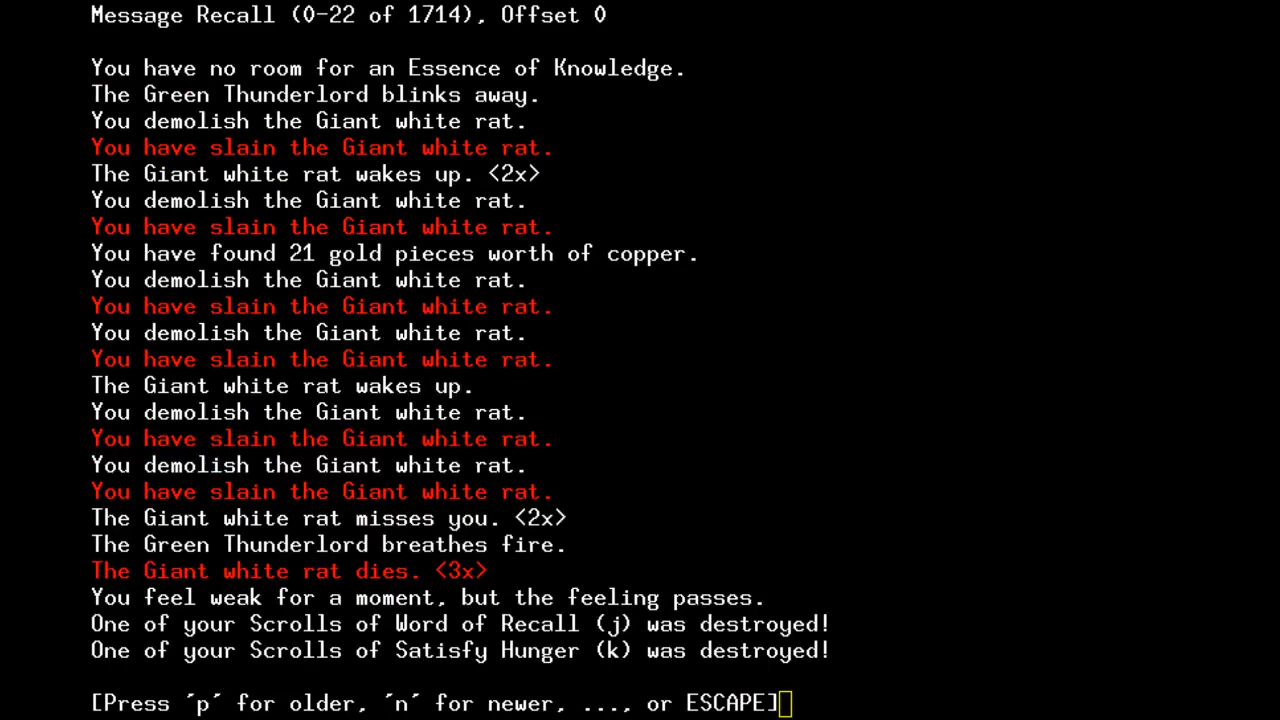 Message Recall (0-22 of 1714), Offset 0
You have no room for an Essence of Knowledge.
The Green Thunderlord blinks away.
You demolish the Giant white rat.
You have slain the Giant white rat.
The Giant white rat wakes up. <2x>
You demolish the Giant white rat.
You have slain the Giant white rat.
You have found 21 gold pieces worth of copper.
You demolish the Giant white rat.
You have slain the Giant white rat.
You demolish the Giant white rat.
You have slain the Giant white rat.
The Giant white rat wakes up.
You demolish the Giant white rat.
You have slain the Giant white rat.
You demolish the Giant white rat.
You have slain the Giant white rat.
The Giant white rat misses you. <2x>
The Green Thunderlord breathes fire.
The Giant white rat dies. <3x>
You feel weak for a moment, but the feeling passes.
One of your Scrolls of Word of Recall (j) was destroyed!
One of your Scrolls of Satisfy Hunger (k) was destroyed!
[Press 'p' for older, 'n' for newer, ..., or ESCAPE]